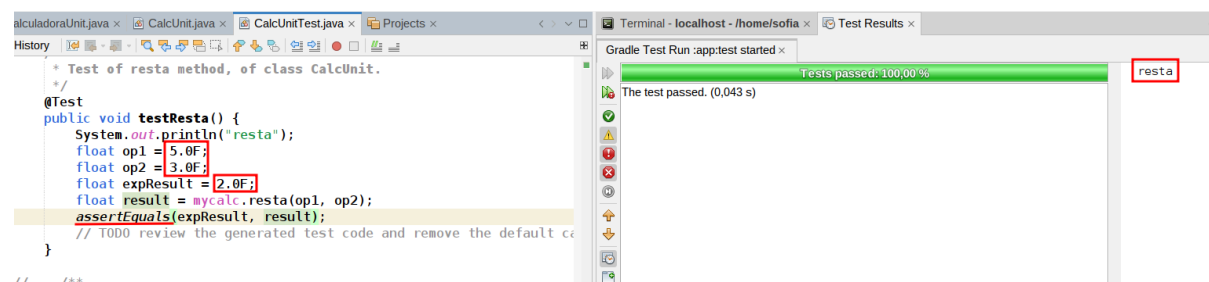 alculadoraUnit.java × CalcUnit.java × CalcUnitTest.java × Projects ×
History
* Test of resta method, of class CalcUnit.
*/
@Test
public void testResta() {
System.out.println("resta");
float op1 = 5.0F;
float op2 = 3.0F;
float expResult = 2.0F;
float result = mycalc.resta(op1, op2);
assertEquals(expResult, result);
// TODO review the generated test code and remove the default ca
}
// /**
Terminal - localhost - /home/sofia × Test Results ×
Gradle Test Run :app:test started ×
Tests passed: 100,00 %
The test passed. (0,043 s)
resta